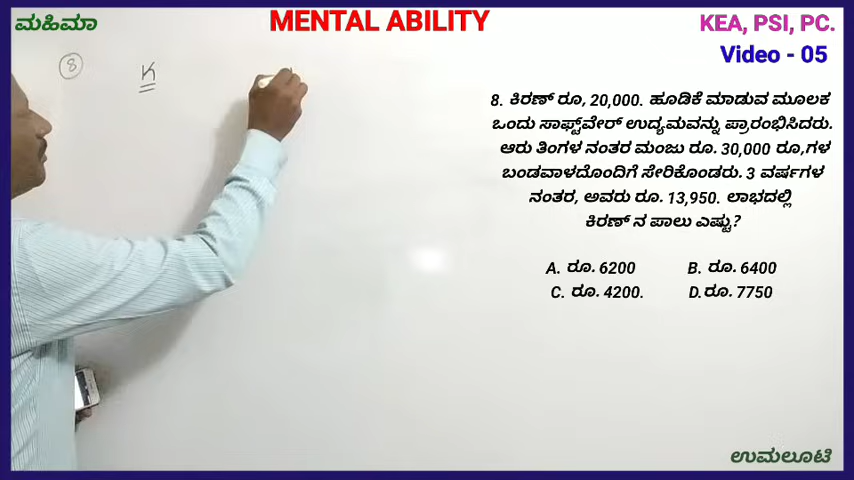 ಮಹಿಮಾ
MENTAL ABILITY
KEA, PSI, PC.
Video - 05
8
K
8. ಕಿರಣ್ ರೂ, 20,000. ಹೂಡಿಕೆ ಮಾಡುವ ಮೂಲಕ
ಒಂದು ಸಾಫ್ಟ್‌ವೇರ್ ಉದ್ಯಮವನ್ನು ಪ್ರಾರಂಭಿಸಿದರು.
ಆರು ತಿಂಗಳ ನಂತರ ಮಂಜು ರೂ. 30,000 ರೂ,ಗಳ
ಬಂಡವಾಳದೊಂದಿಗೆ ಸೇರಿಕೊಂಡರು. 3 ವರ್ಷಗಳ
ನಂತರ, ಅವರು ರೂ. 13,950. ಲಾಭದಲ್ಲಿ
ಕಿರಣ್ ನ ಪಾಲು ಎಷ್ಟು?
A. ರೂ. 6200 B. ರೂ. 6400
C. ರೂ. 4200. D.ರೂ. 7750
ಉಮಲೂಟಿ